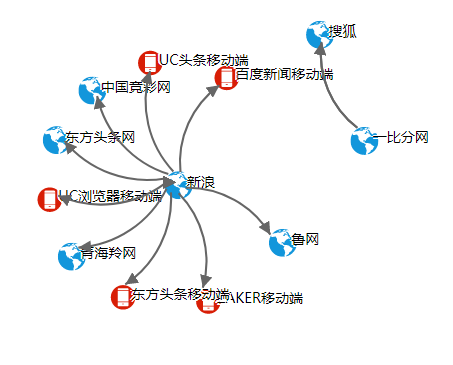 搜狐
UC头条移动端
百度新闻移动端
中国竟彩网
东方头条网
一比分网
新浪
UC浏览器移动端
鲁网
青海羚网
东方头条移动端
ZAKER移动端